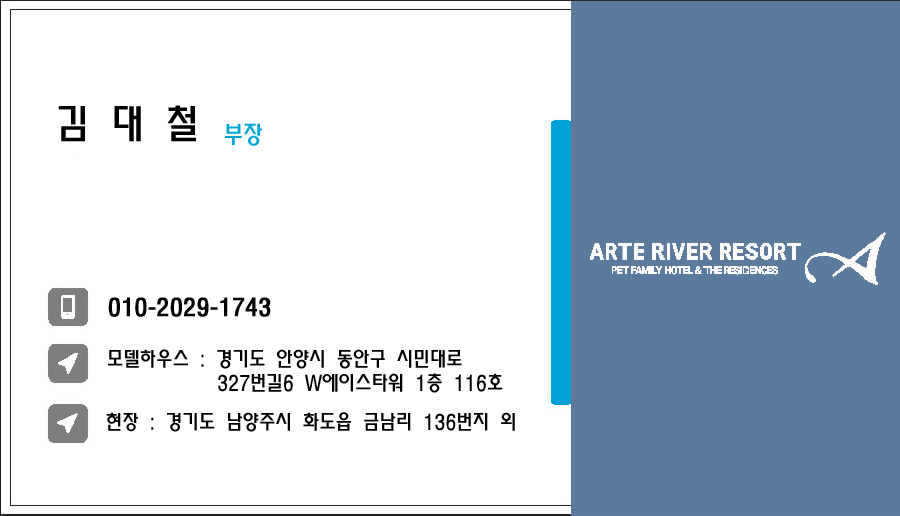 김 대 철 부장
010-2029-1743
모델하우스 : 경기도 안양시 동안구 시민대로
327번길6 W에이스타워 1층 116호
현장 : 경기도 남양주시 화도읍 금남리 136번지 외
ARTE RIVER RESORT
PET FAMILY HOTEL & THE RESIDENCES